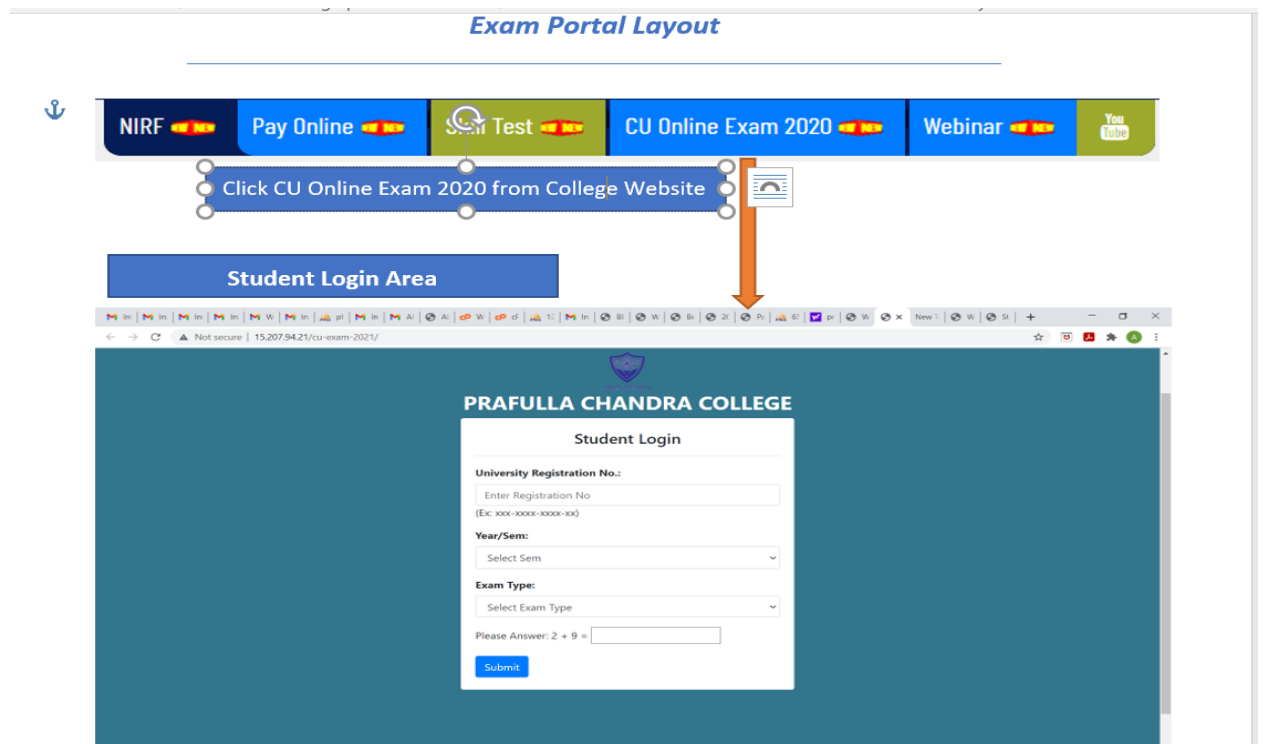 Exam Portal Layout
NIRF Pay Online Test CU Online Exam 2020 Webinar You Tube
Click CU Online Exam 2020 from College Website
Student Login Area
Not secure | 15.207.94.21/cu-exam-2021/
PRAFULLA CHANDRA COLLEGE
Student Login
University Registration No.:
Enter Registration No
(Ex: xxx-xxxx-xxxx-xx)
Year/Sem:
Select Sem
Exam Type:
Select Exam Type
Please Answer: 2 + 9 =
Submit